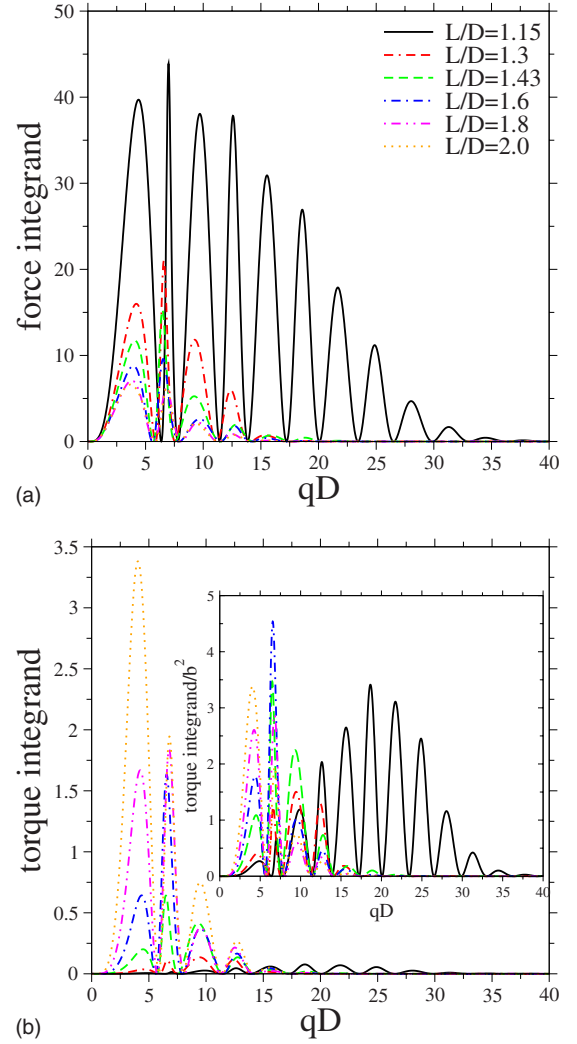 50
40
30
20
10
0
force integrand
L/D=1.15
L/D=1.3
L/D=1.43
L/D=1.6
L/D=1.8
L/D=2.0
0 5 10 15 20 25 30 35 40
qD
(a)
3.5
3
2.5
2
1.5
1
0.5
0
torque integrand
5
4
3
2
1
0
torque integrand/b²
0 5 10 15 20 25 30 35 40
qD
0 5 10 15 20 25 30 35 40
qD
(b)